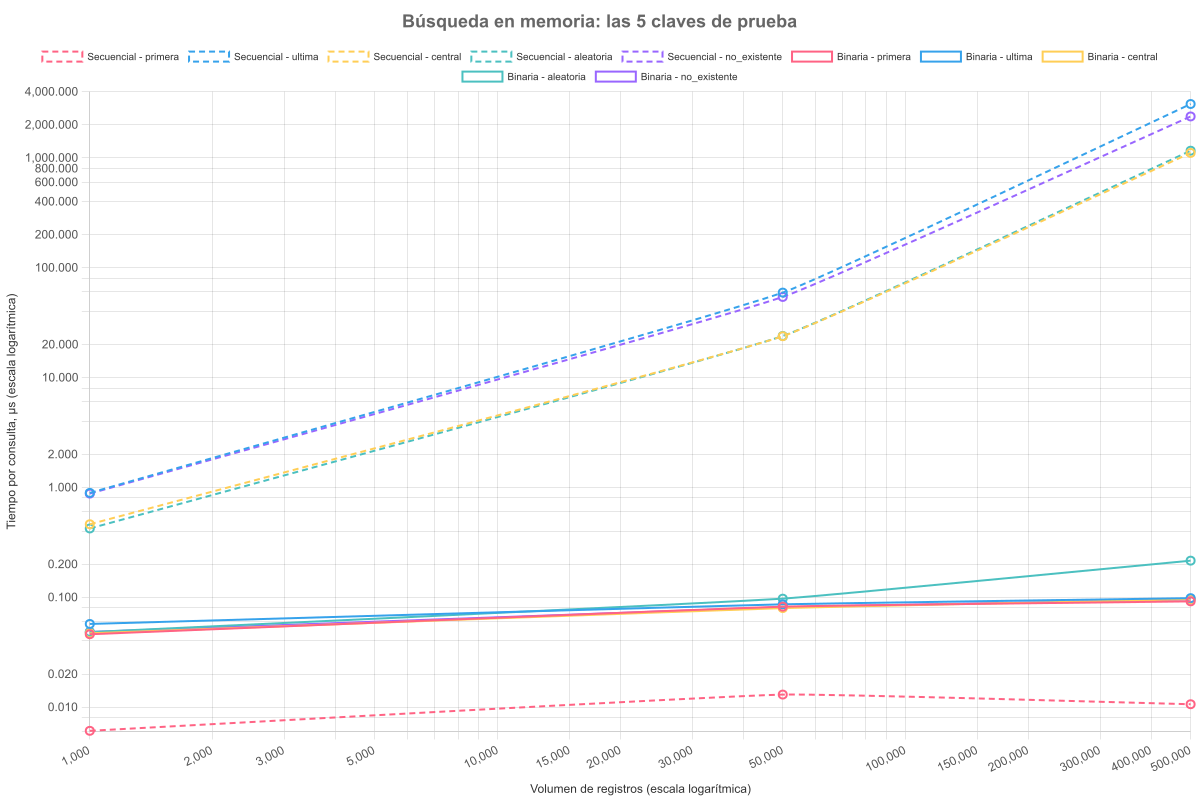 Búsqueda en memoria: las 5 claves de prueba
Secuencial - primera Secuencial - ultima Secuencial - central Secuencial - aleatoria Secuencial - no_existente Binaria - primera Binaria - ultima Binaria - central
Binaria - aleatoria Binaria - no_existente
4,000.000
2,000.000
1,000.000
800.000
600.000
400.000
200.000
100.000
20.000
10.000
2.000
1.000
0.200
0.100
0.020
0.010
Tiempo por consulta, µs (escala logarítmica)
1,000 2,000 3,000 5,000 10,000 15,000 20,000 30,000 50,000 100,000 150,000 200,000 300,000 400,000 500,000
Volumen de registros (escala logarítmica)